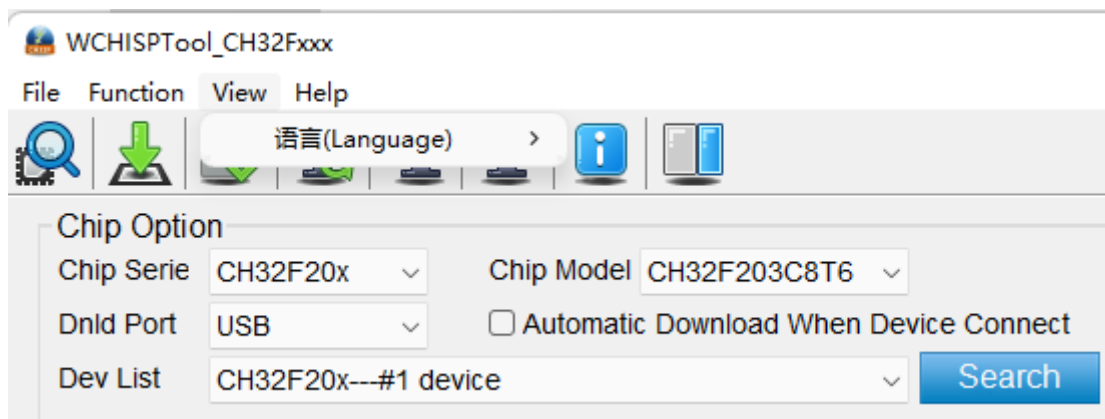 WCHISPTool_CH32Fxxx
File Function View Help
语言(Language) >
Chip Option
Chip Serie CH32F20x Chip Model CH32F203C8T6
Dnld Port USB Automatic Download When Device Connect
Dev List CH32F20x---#1 device Search